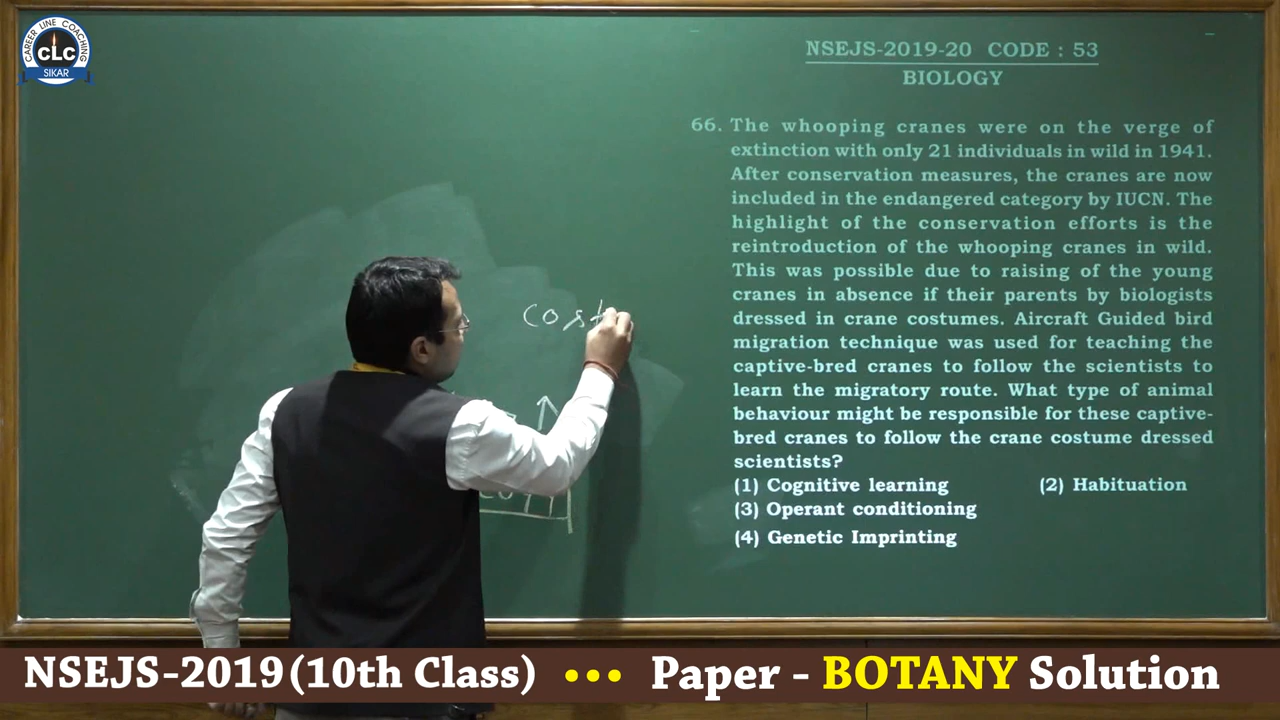 CAREER LINE COACHING
CLC
SIKAR
NSEJS-2019-20 CODE : 53
BIOLOGY
66. The whooping cranes were on the verge of
extinction with only 21 individuals in wild in 1941.
After conservation measures, the cranes are now
included in the endangered category by IUCN. The
highlight of the conservation efforts is the
reintroduction of the whooping cranes in wild.
This was possible due to raising of the young
cranes in absence if their parents by biologists
dressed in crane costumes. Aircraft Guided bird
migration technique was used for teaching the
captive-bred cranes to follow the scientists to
learn the migratory route. What type of animal
behaviour might be responsible for these captive-
bred cranes to follow the crane costume dressed
scientists?
(1) Cognitive learning (2) Habituation
(3) Operant conditioning
(4) Genetic Imprinting
cost
NSEJS-2019(10th Class) ••• Paper - BOTANY Solution